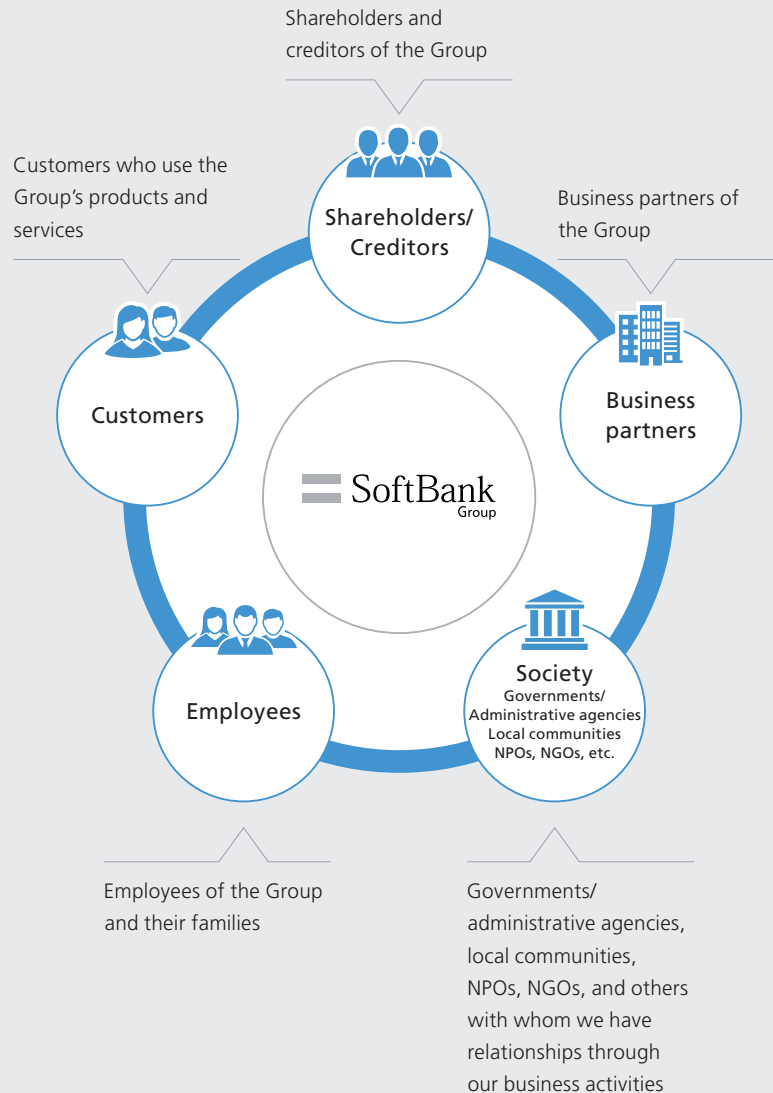 Shareholders and
creditors of the Group
Customers who use the
Group's products and
services
Business partners of
the Group
Shareholders/
Creditors
Customers
Business
partners
SoftBank
Group
Employees
Society
Governments/
Administrative agencies
Local communities
NPOs, NGOs, etc.
Employees of the Group
and their families
Governments/
administrative agencies,
local communities,
NPOs, NGOs, and others
with whom we have
relationships through
our business activities